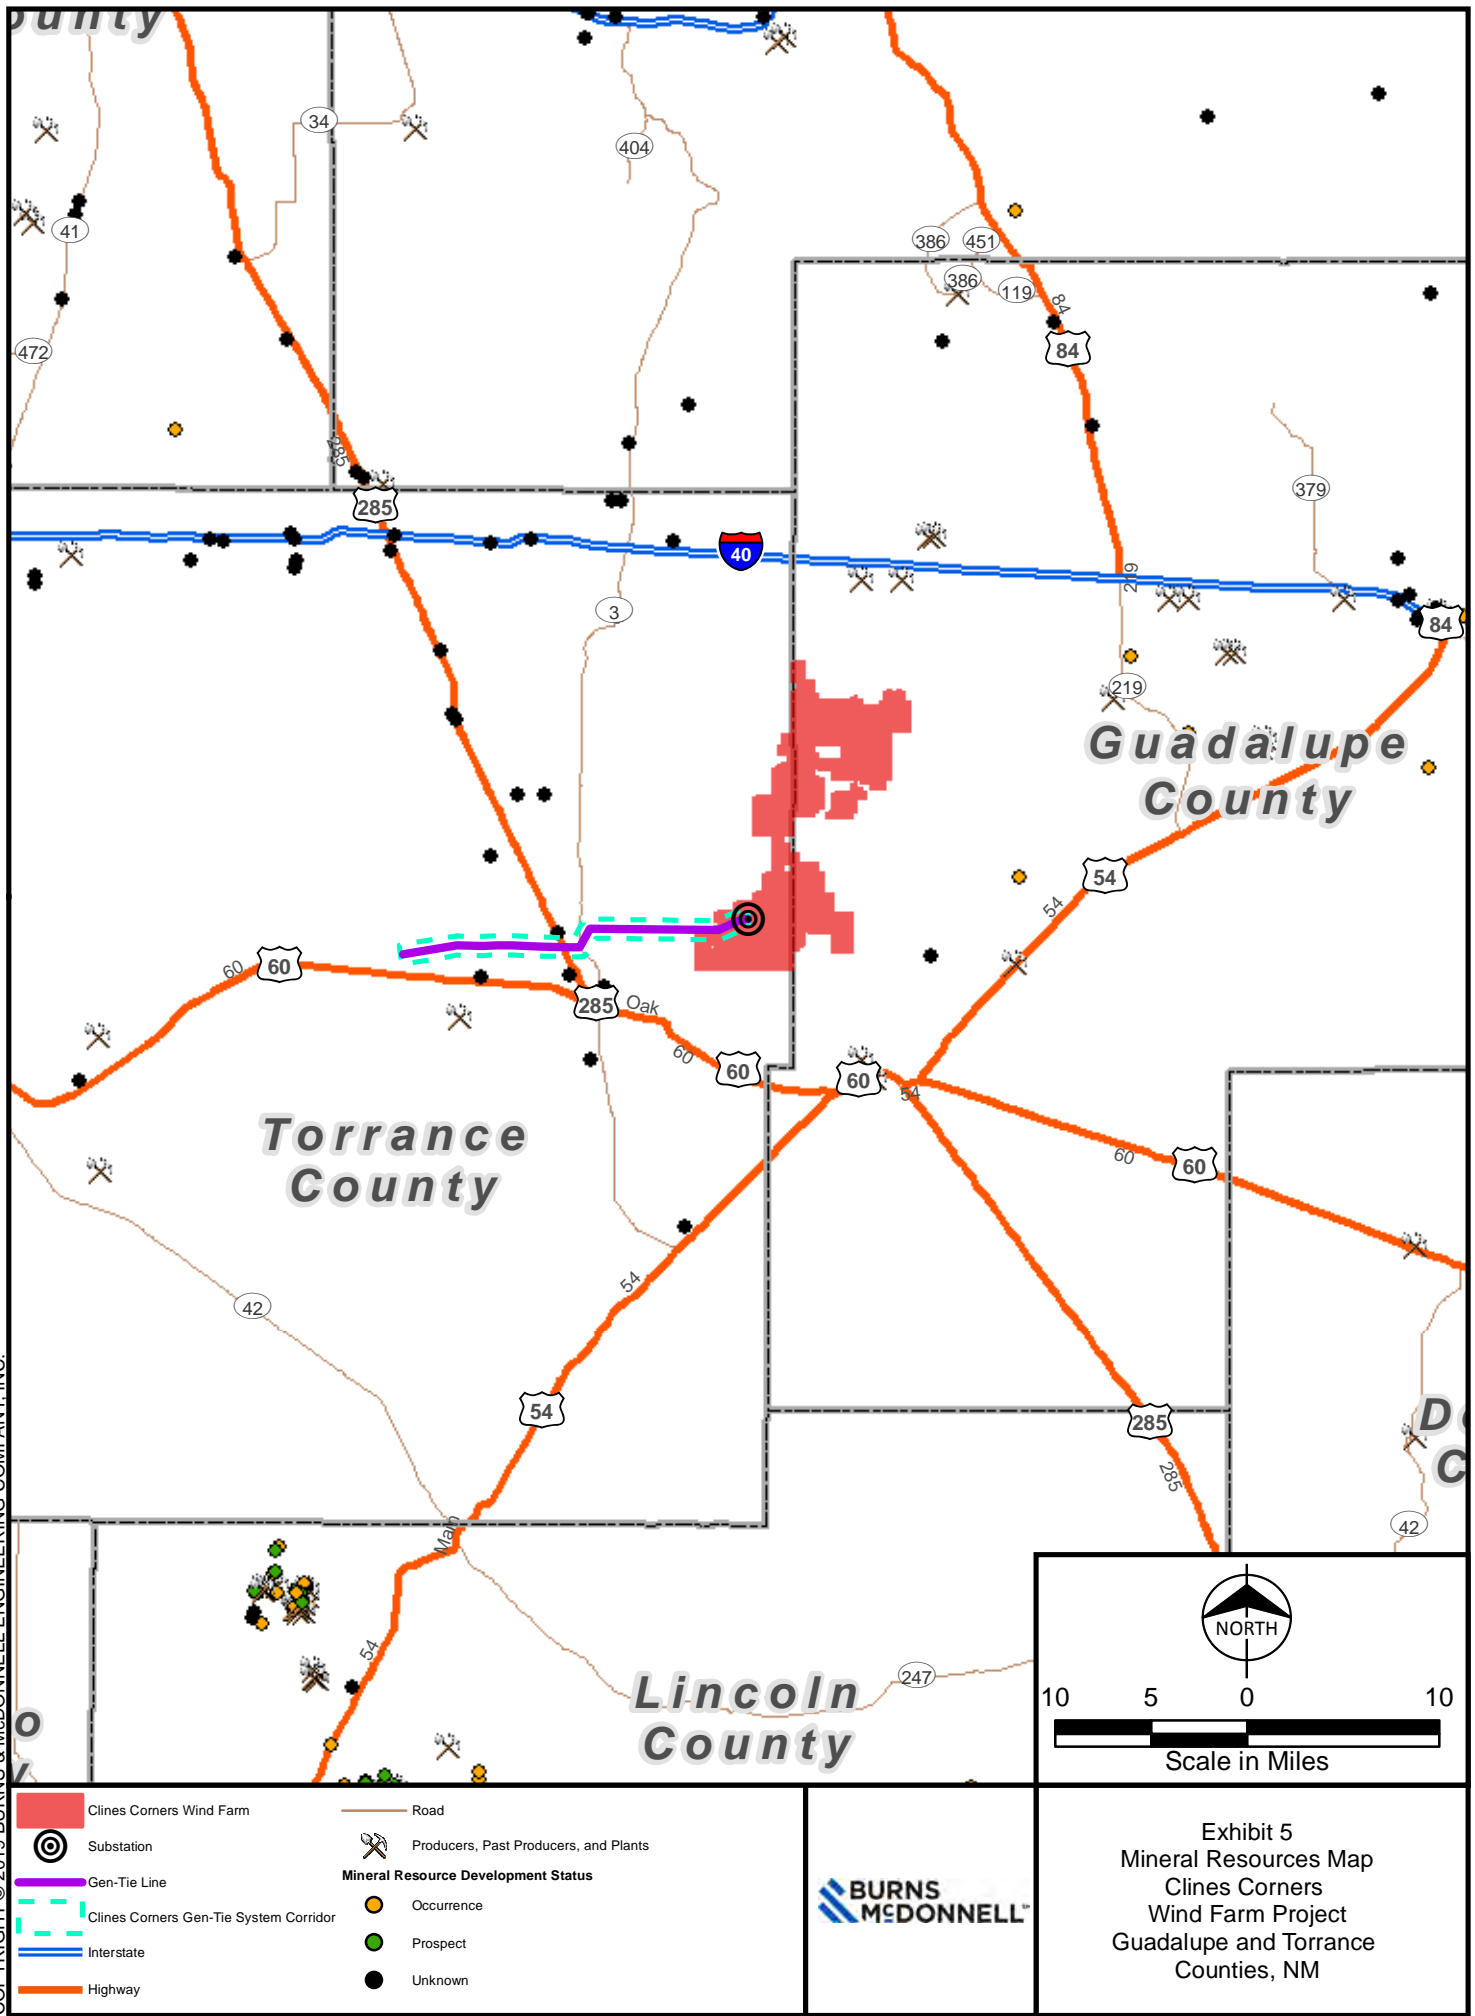 ounty
34
404
41
386
451
386
119
84
84
472
285
285
379
40
219
3
84
219
Guadalupe
County
54
54
60
60
285
Oak
60
60
60
54
60
60
Torrance
County
54
42
54
285
285
42
Main
54
247
Lincoln
County
NORTH
10 5 0 10
Scale in Miles
Clines Corners Wind Farm
Substation
Gen-Tie Line
Clines Corners Gen-Tie System Corridor
Interstate
Highway
Road
Producers, Past Producers, and Plants
Mineral Resource Development Status
Occurrence
Prospect
Unknown
BURNS
McDONNELL
Exhibit 5
Mineral Resources Map
Clines Corners
Wind Farm Project
Guadalupe and Torrance
Counties, NM